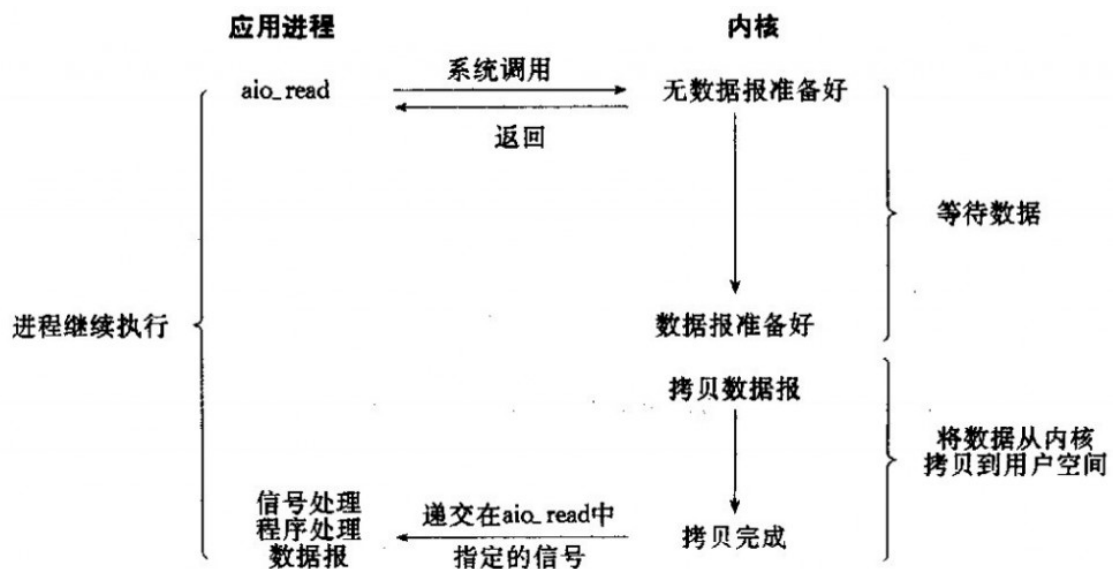 应用进程
内核
系统调用
aio_read
无数据报准备好
返回
等待数据
进程继续执行
数据报准备好
拷贝数据报
将数据从内核
拷贝到用户空间
信号处理
程序处理
数据报
递交在aio_read中
指定的信号
拷贝完成